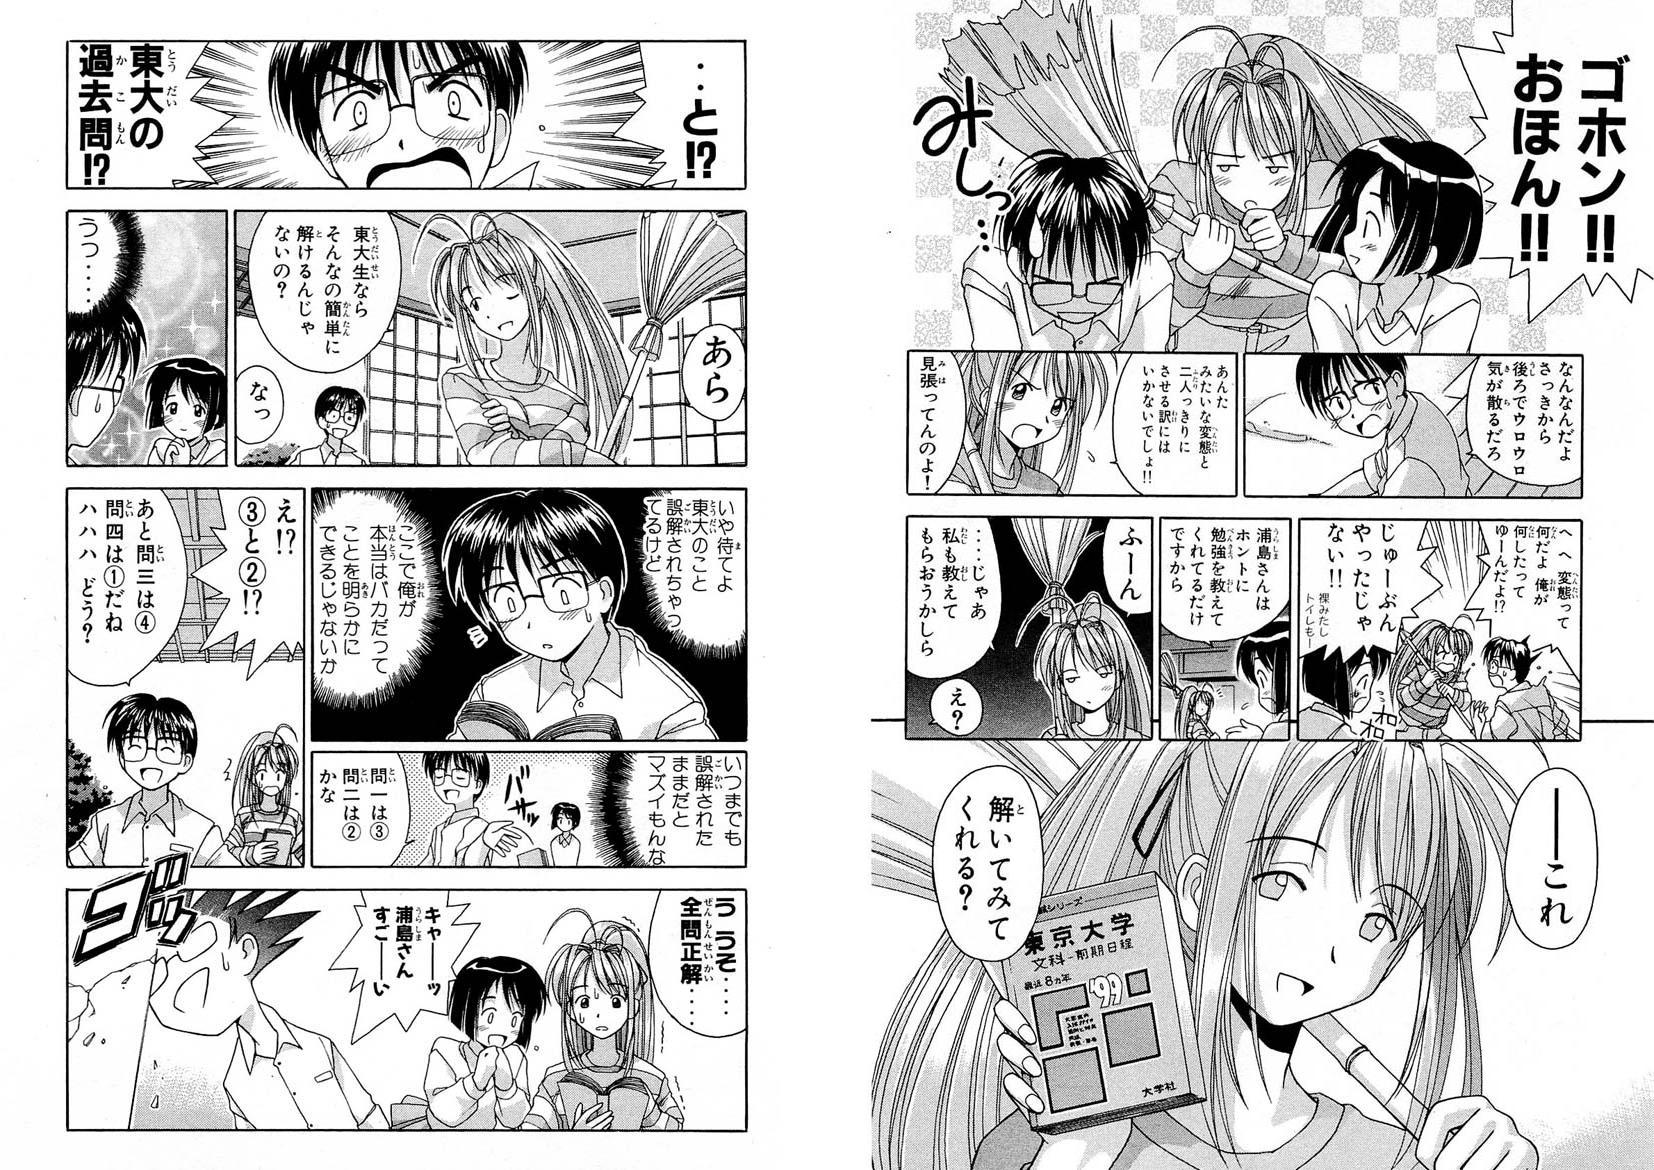 ゴホン!!
おほん!!
みしっ…
なんなんだよ
さっきから
後ろでウロウロ
気が散るだろ
あんた
みたいな変態と
二人っきりに
させる訳には
いかないでしょ!!
見張ってんのよ!
へ へ 変態って
何だよ 俺が
何したって
ゆーんだよ!?
じゅーぶん
やったじゃ
ない!!
裸みたし
トイレもー
ポロポロ
浦島さんは
ホントに
勉強を教えて
くれてるだけ
ですから
ふーん
‥‥じゃあ
私も教えて
もらおうかしら
え?
──これ
解いてみて
くれる?
東京大学
文科-前期日程
最近8ヵ年
'99
大学社
‥と!?
東大の
過去問!?
あら
東大生なら
そんなの簡単に
解けるんじゃ
ないの?
なっ
うっ‥‥
いや待てよ
東大のこと
誤解されちゃっ
てるけど
ここで俺が
本当はバカだって
ことを明らかに
できるじゃないか
いつまでも
誤解された
ままだと
マズイもんな
バサッ
問一は③
問二は②
かな
え!?
③と②!?
あと問三は④
問四は①だね
ハハハ どう?
う うそ‥‥
全問正解‥‥
キャーーッ
浦島さん
すごーーい